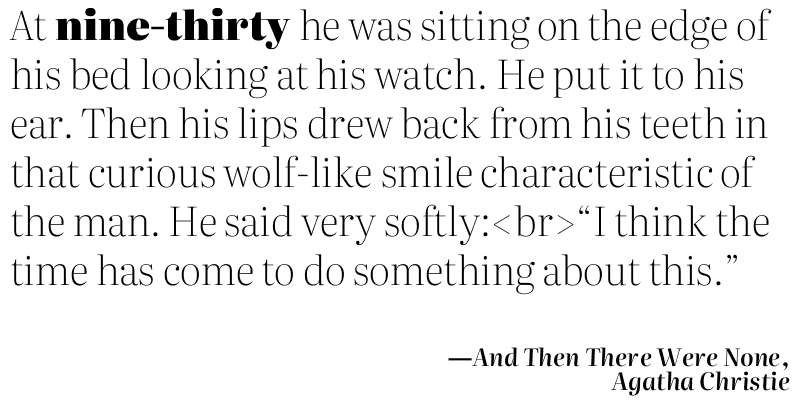 At nine-thirty he was sitting on the edge of
his bed looking at his watch. He put it to his
ear. Then his lips drew back from his teeth in
that curious wolf-like smile characteristic of
the man. He said very softly:<br>“I think the
time has come to do something about this.”
—And Then There Were None,
Agatha Christie